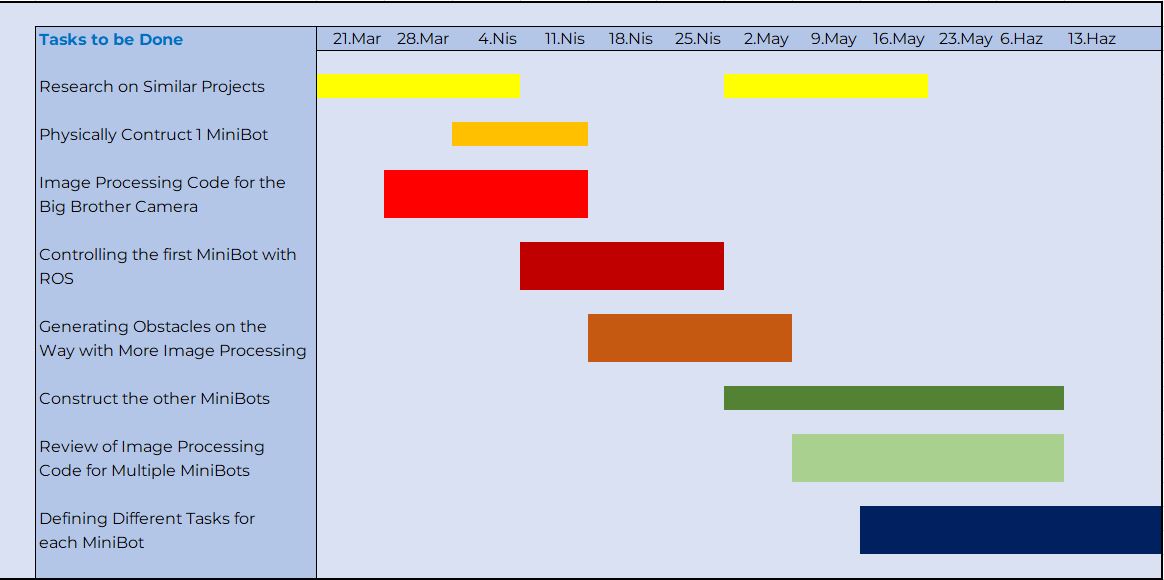 Tasks to be Done 21.Mar 28.Mar 4.Nis 11.Nis 18.Nis 25.Nis 2.May 9.May 16.May 23.May 6.Haz 13.Haz
Research on Similar Projects
Physically Contruct 1 MiniBot
Image Processing Code for the
Big Brother Camera
Controlling the first MiniBot with
ROS
Generating Obstacles on the
Way with More Image Processing
Construct the other MiniBots
Review of Image Processing
Code for Multiple MiniBots
Defining Different Tasks for
each MiniBot